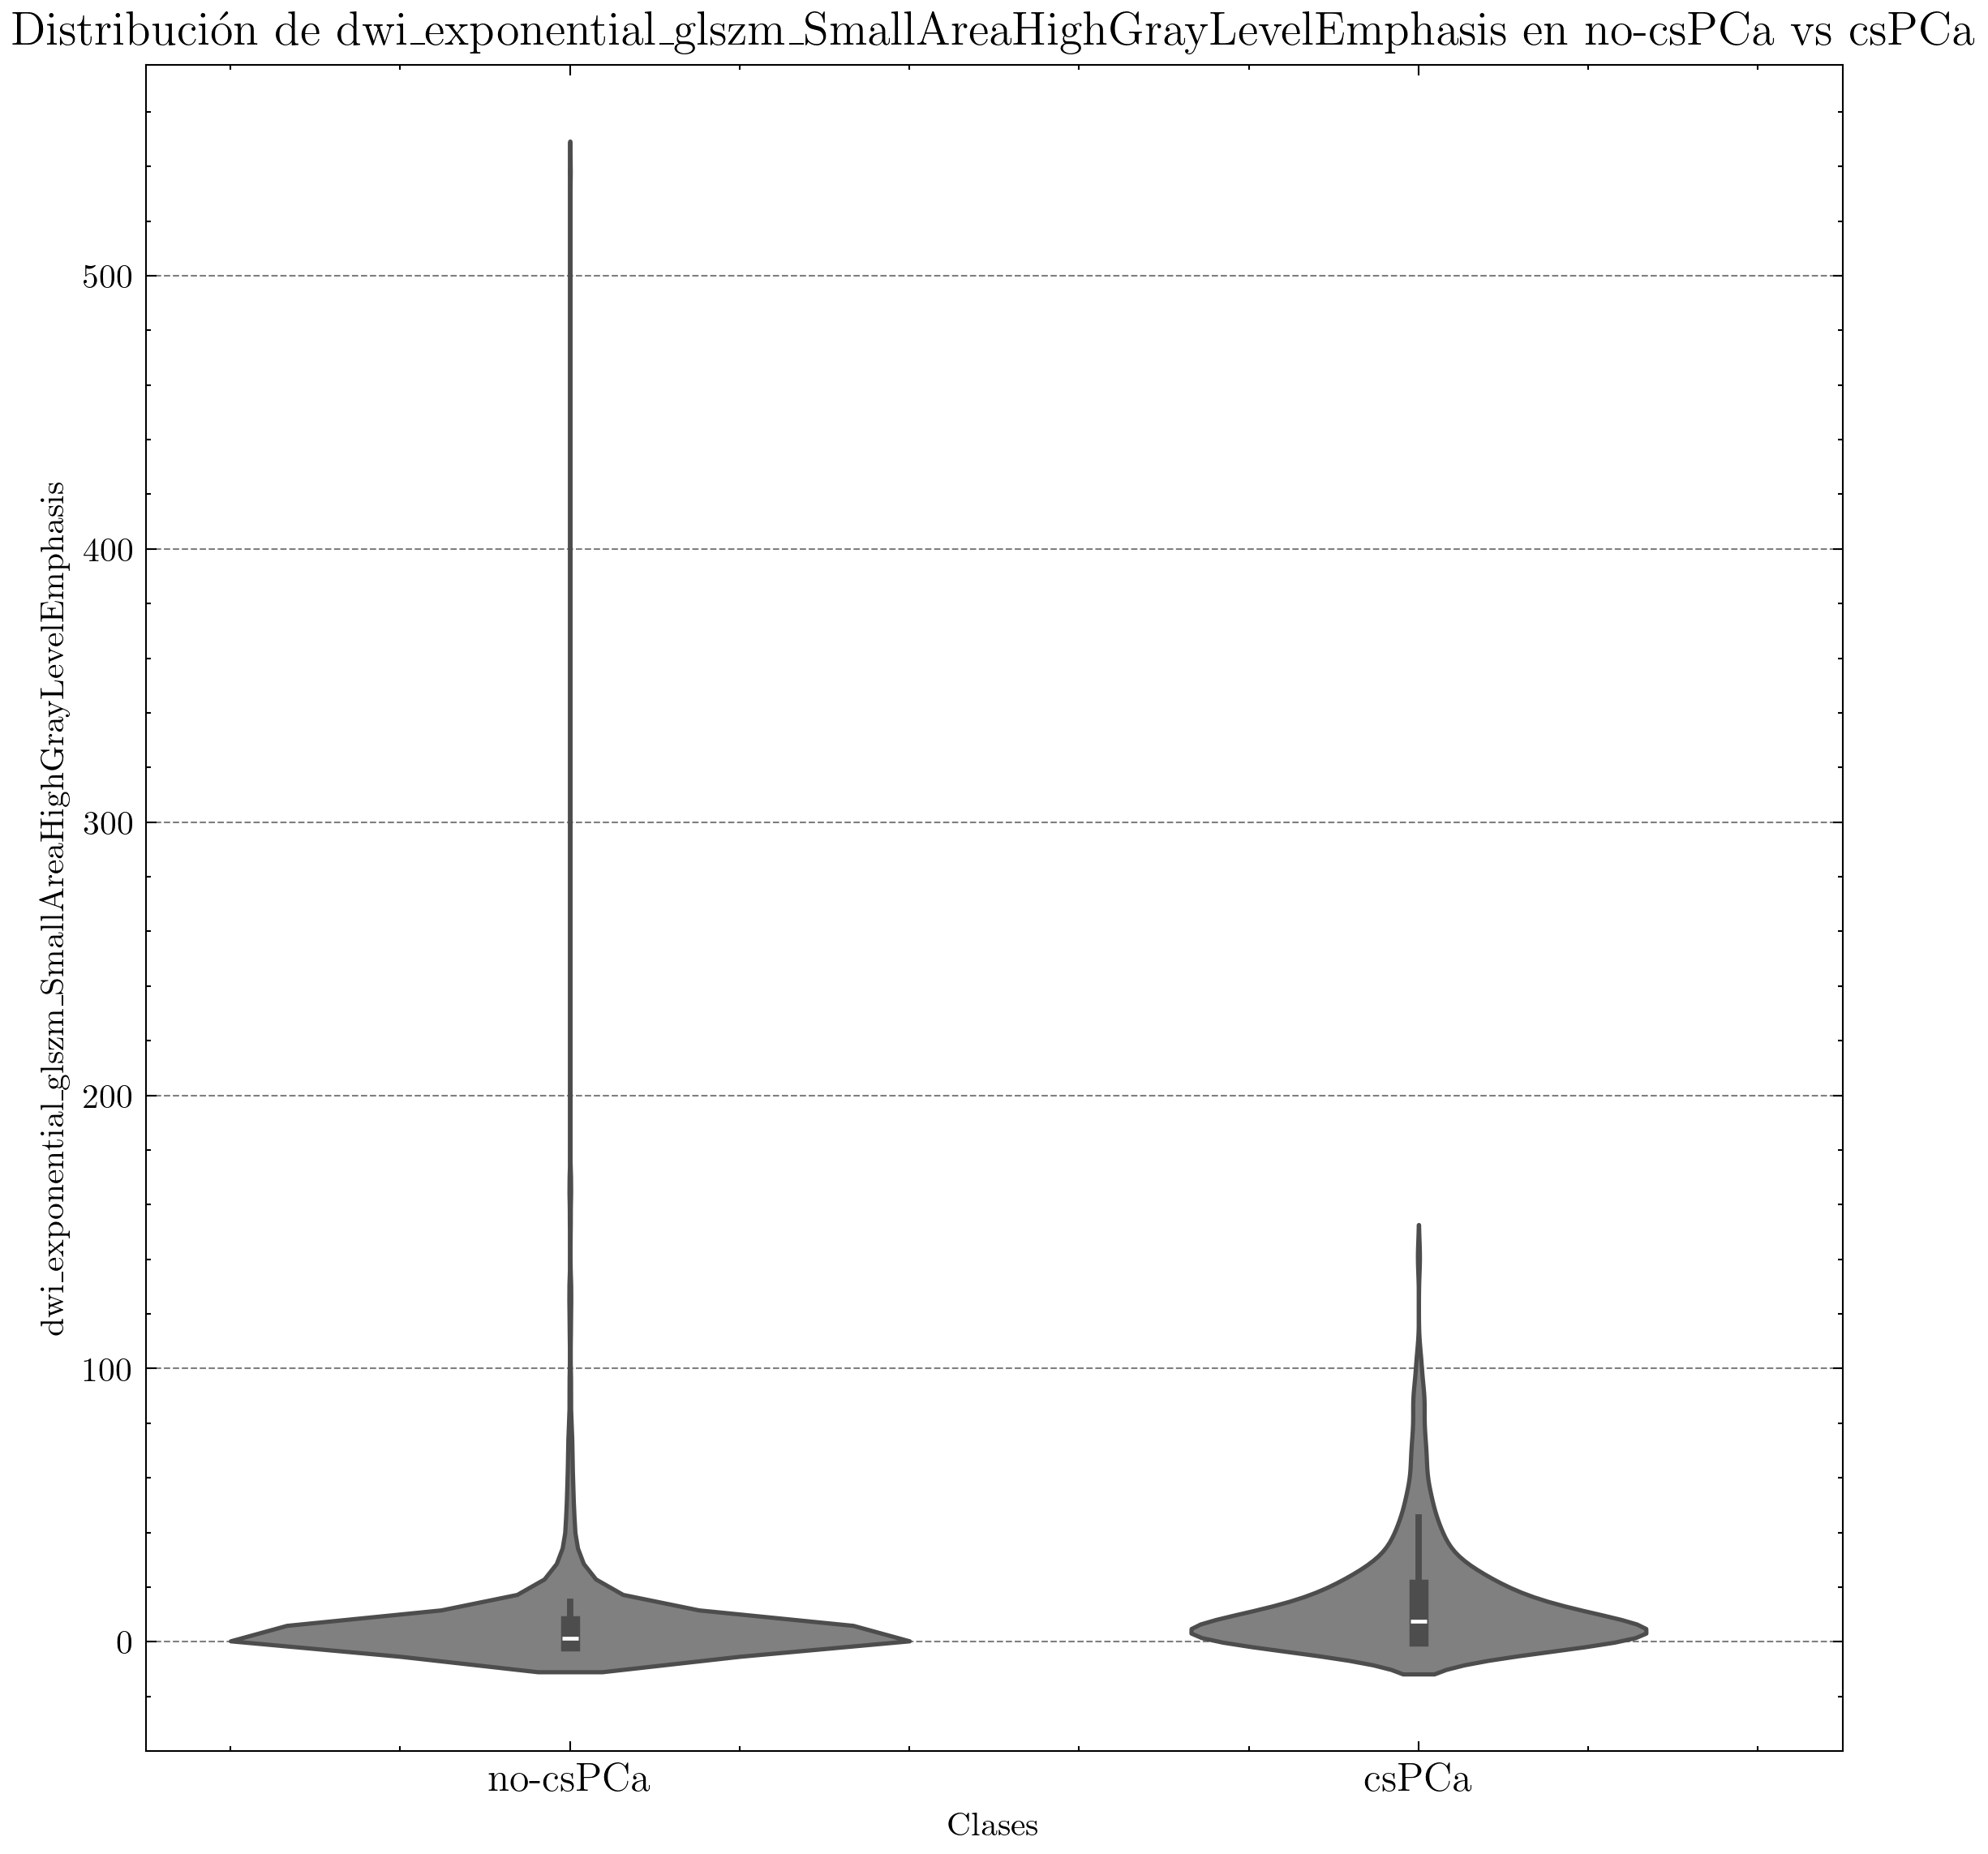 Distribución de dwi_exponential_glszm_SmallAreaHighGrayLevelEmphasis en no-csPCa vs csPCa
dwi_exponential_glszm_SmallAreaHighGrayLevelEmphasis
500
400
300
200
100
0
no-csPCa csPCa
Clases